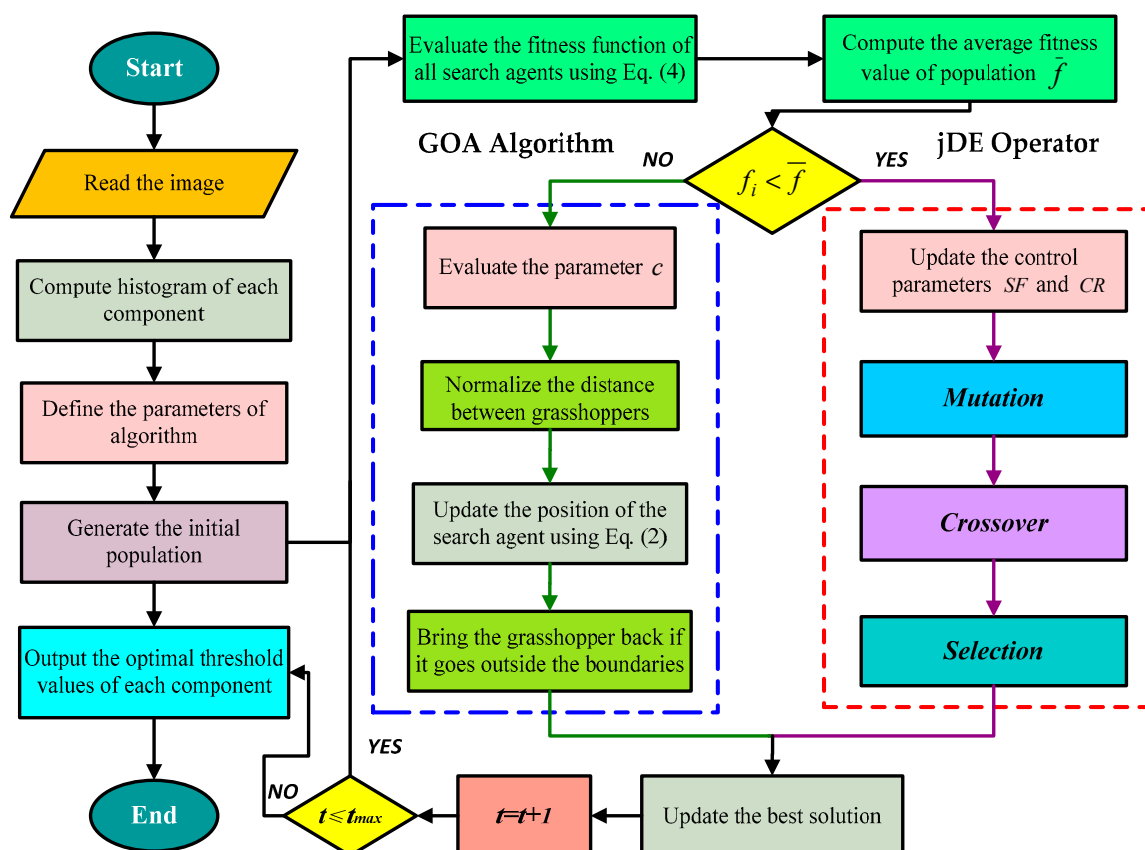 Start
Read the image
Compute histogram of each
component
Define the parameters of
algorithm
Generate the initial
population
Output the optimal threshold
values of each component
End
Evaluate the fitness function of
all search agents using Eq. (4)
Compute the average fitness
value of population f̄
GOA Algorithm
jDE Operator
NO
YES
fᵢ < f̄
Evaluate the parameter c
Normalize the distance
between grasshoppers
Update the position of the
search agent using Eq. (2)
Bring the grasshopper back if
it goes outside the boundaries
Update the control
parameters SF and CR
Mutation
Crossover
Selection
Update the best solution
t=t+1
t≤tmax
YES
NO